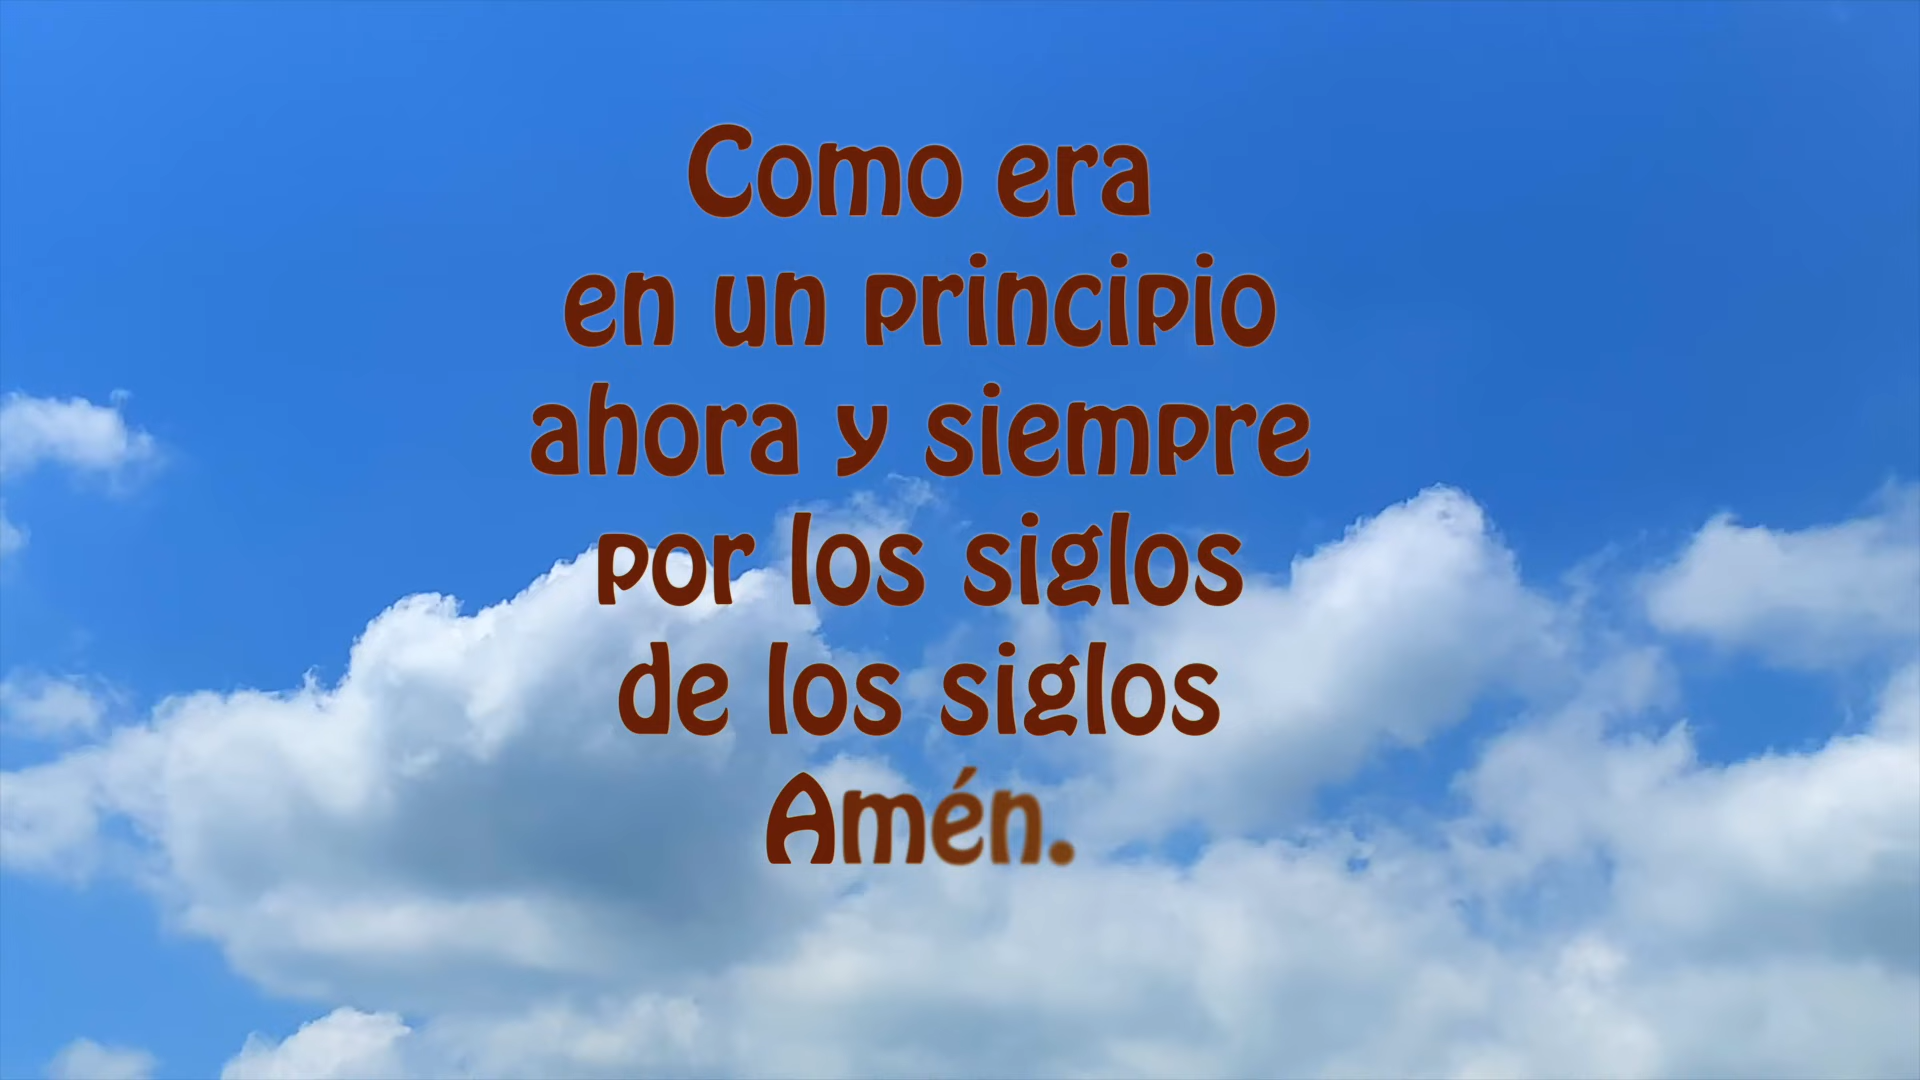 Como era
en un principio
ahora y siempre
por los siglos
de los siglos
Amén.